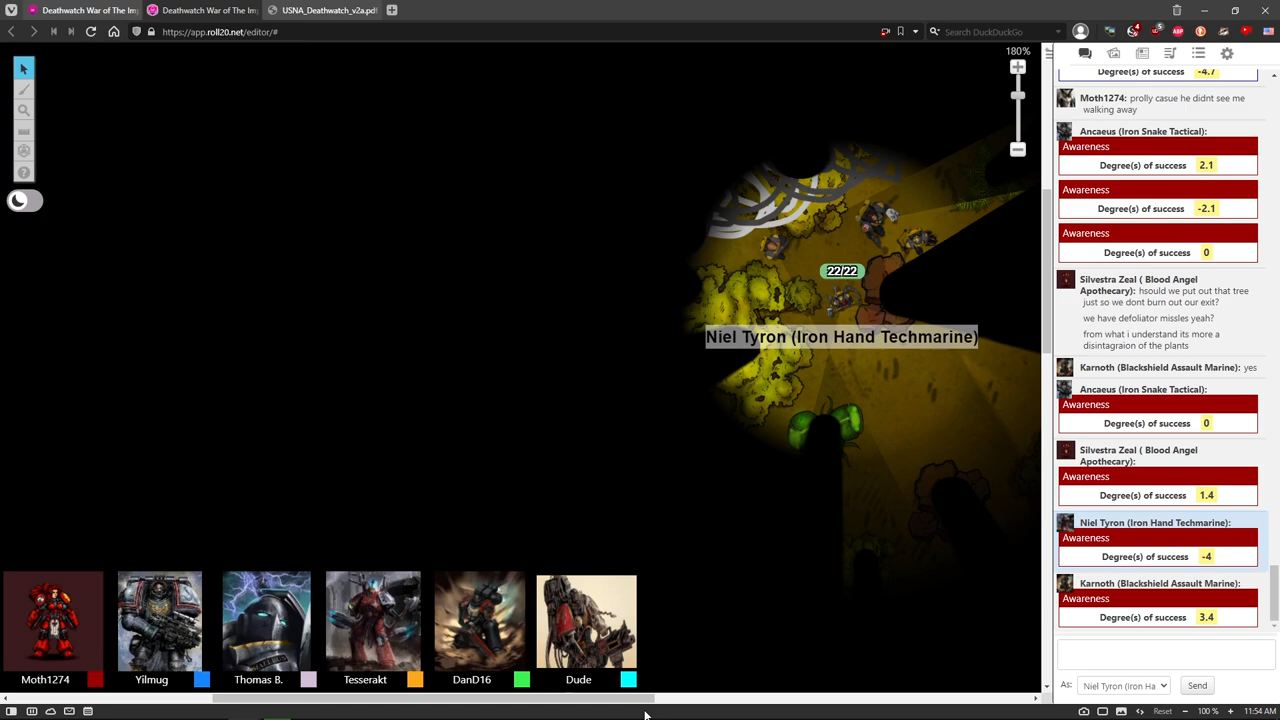 Deathwatch War of The Im
Deathwatch War of The Im
USNA_Deathwatch_v2a.pdf
https://app.roll20.net/editor/#
Search DuckDuckGo
180%
Degree(s) of success -4.7
Moth1274: prolly casue he didnt see me
walking away
Ancaeus (Iron Snake Tactical):
Awareness
Degree(s) of success 2.1
Awareness
Degree(s) of success -2.1
Awareness
Degree(s) of success 0
Silvestra Zeal ( Blood Angel
Apothecary): hsould we put out that tree
just so we dont burn out our exit?
we have defoliator missles yeah?
from what i understand its more a
disintagraion of the plants
Karnoth (Blackshield Assault Marine): yes
Ancaeus (Iron Snake Tactical):
Awareness
Degree(s) of success 0
Silvestra Zeal ( Blood Angel
Apothecary):
Awareness
Degree(s) of success 1.4
Niel Tyron (Iron Hand Techmarine):
Awareness
Degree(s) of success -4
Karnoth (Blackshield Assault Marine):
Awareness
Degree(s) of success 3.4
22/22
Niel Tyron (Iron Hand Techmarine)
Moth1274
Yilmug
Thomas B.
Tesserakt
DanD16
Dude
As: Niel Tyron (Iron Ha
Send
Reset
100 %
11:54 AM